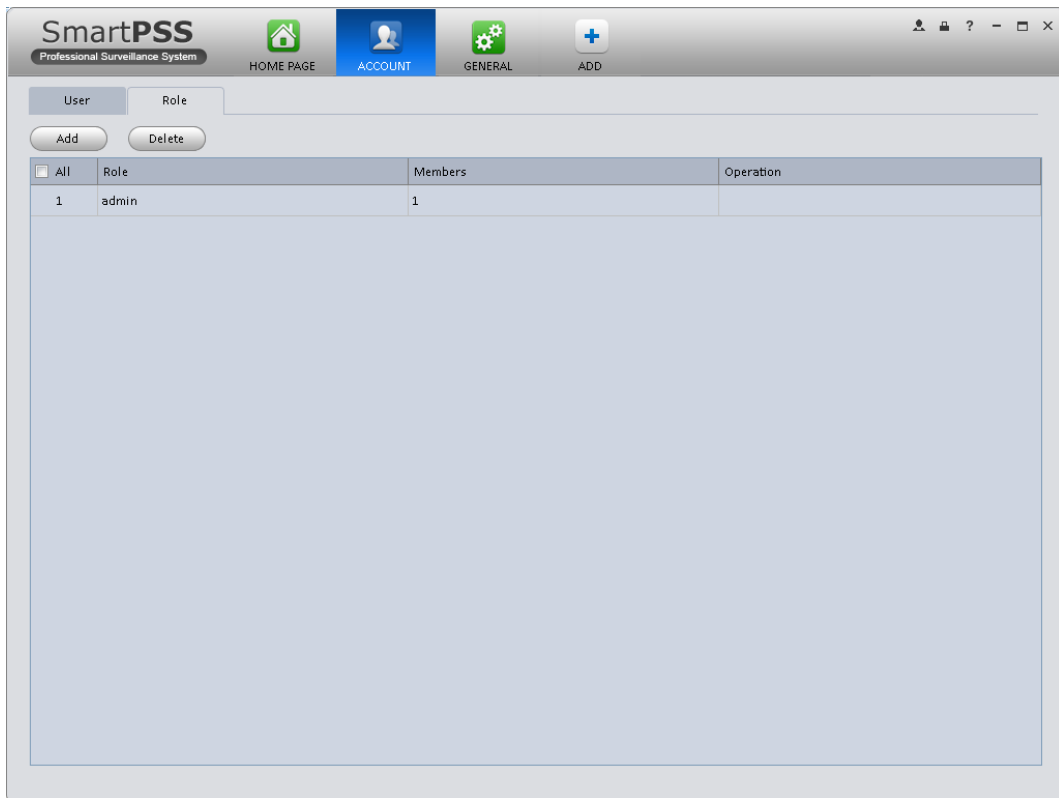 SmartPSS
Professional Surveillance System
HOME PAGE
ACCOUNT
GENERAL
ADD
?
User
Role
Add
Delete
All Role Members Operation
1 admin 1